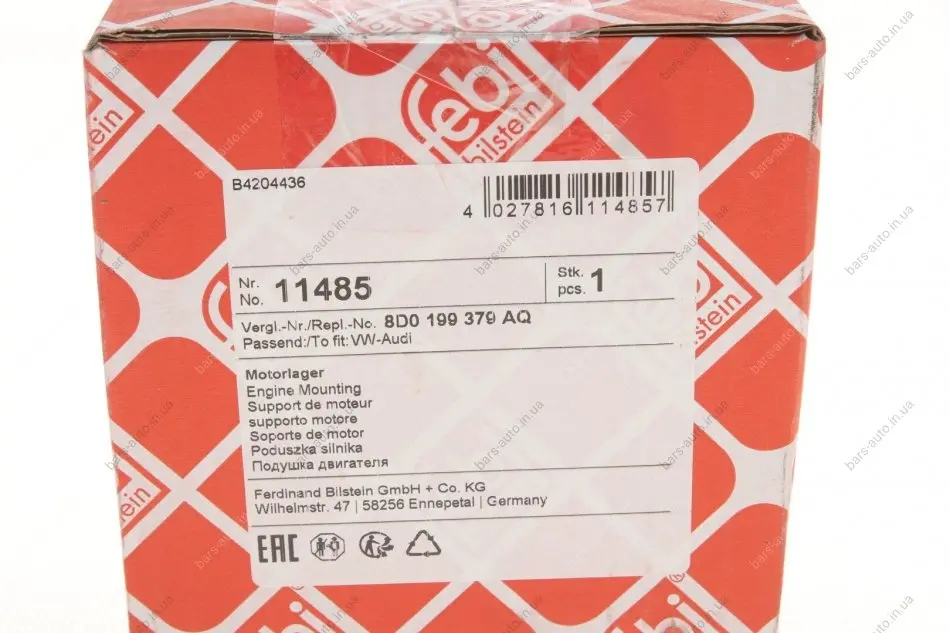 febi
bilstein
B4204436
4 027816 114857
Nr.
No. 11485
Stk.
pcs. 1
Vergl.-Nr./Repl.-No. 8D0 199 379 AQ
Passend:/To fit: VW-Audi
Motorlager
Engine Mounting
Support de moteur
supporto motore
Soporte de motor
Poduszka silnika
Подушка двигателя
Ferdinand Bilstein GmbH + Co. KG
Wilhelmstr. 47 | 58256 Ennepetal | Germany
EAC
bars-auto.in.ua